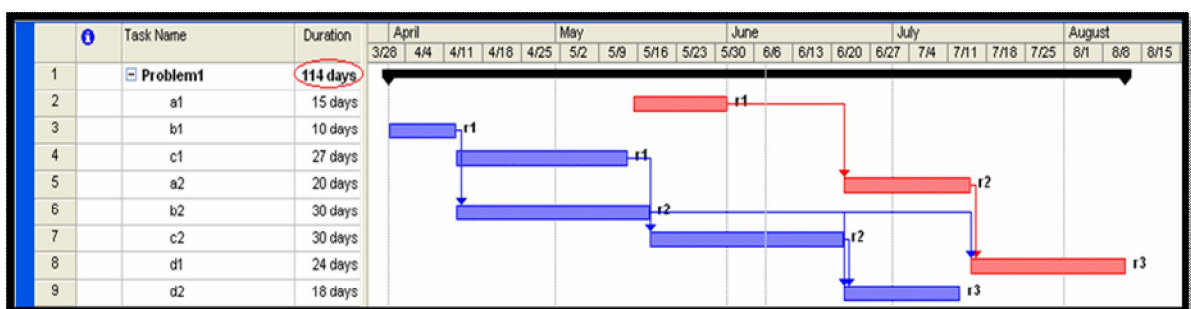 Task Name Duration April May June July August
3/28 4/4 4/11 4/18 4/25 5/2 5/9 5/16 5/23 5/30 6/6 6/13 6/20 6/27 7/4 7/11 7/18 7/25 8/1 8/8 8/15
1 Problem1 114 days
2 a1 15 days r1
3 b1 10 days r1
4 c1 27 days r1
5 a2 20 days r2
6 b2 30 days r2
7 c2 30 days r2
8 d1 24 days r3
9 d2 18 days r3